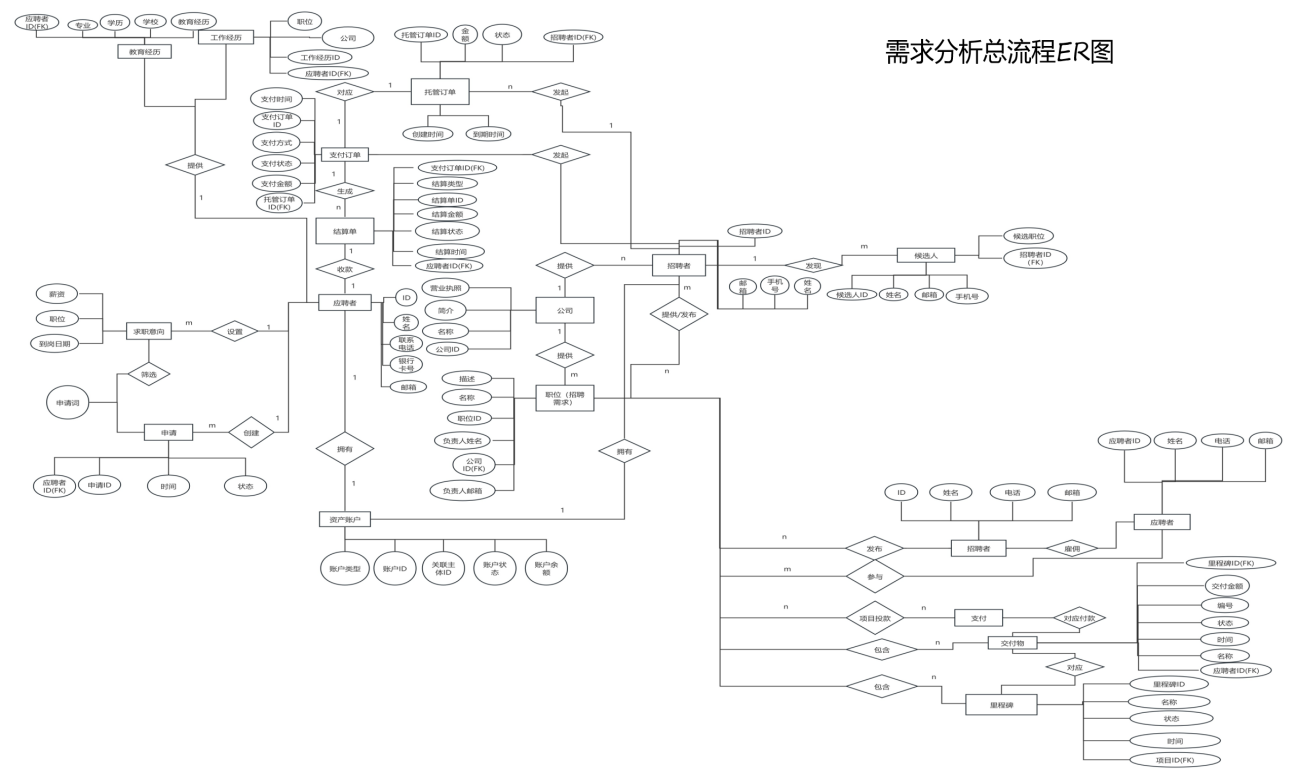 需求分析总流程ER图
应聘者
ID(FK)
专业
学历
学校
教育经历
教育经历
工作经历
职位
公司
工作经历ID
应聘者ID(FK)
提供
1
托管订单ID
金
额
状态
招聘者ID(FK)
托管订单
创建时间
到期时间
对应
1
1
n
发起
1
支付时间
支付订单
ID
支付方式
支付状态
支付金额
托管订单
ID(FK)
支付订单
发起
1
生成
n
结算单
支付订单ID(FK)
结算类型
结算单ID
结算金额
结算状态
结算时间
应聘者ID(FK)
1
收款
1
应聘者
ID
姓
名
联系
电话
银行
卡号
邮箱
薪资
职位
到岗日期
求职意向
m
设置
1
筛选
申请词
申请
m
创建
1
应聘者
ID(FK)
申请ID
时间
状态
1
拥有
1
资产账户
账户类型
账户ID
关联主
体ID
账户状
态
账户余
额
1
拥有
营业执照
简介
名称
公司ID
公司
提供
n
1
1
提供
m
描述
名称
职位ID
负责人姓名
公司
ID(FK)
负责人邮箱
职位（招聘
需求）
招聘者
招聘者ID
邮
箱
手机
号
姓
名
m
提供/发布
n
1
发现
m
候选人
候选职位
招聘者ID
（FK）
候选人ID
姓名
邮箱
手机号
应聘者ID
姓名
电话
邮箱
应聘者
ID
姓名
电话
邮箱
n
发布
招聘者
雇佣
m
参与
n
项目投款
n
支付
对应付款
包含
n
交付物
里程碑ID(FK)
交付金额
编号
状态
时间
名称
应聘者ID(FK)
对应
包含
n
里程碑
里程碑ID
名称
状态
时间
项目ID(FK)